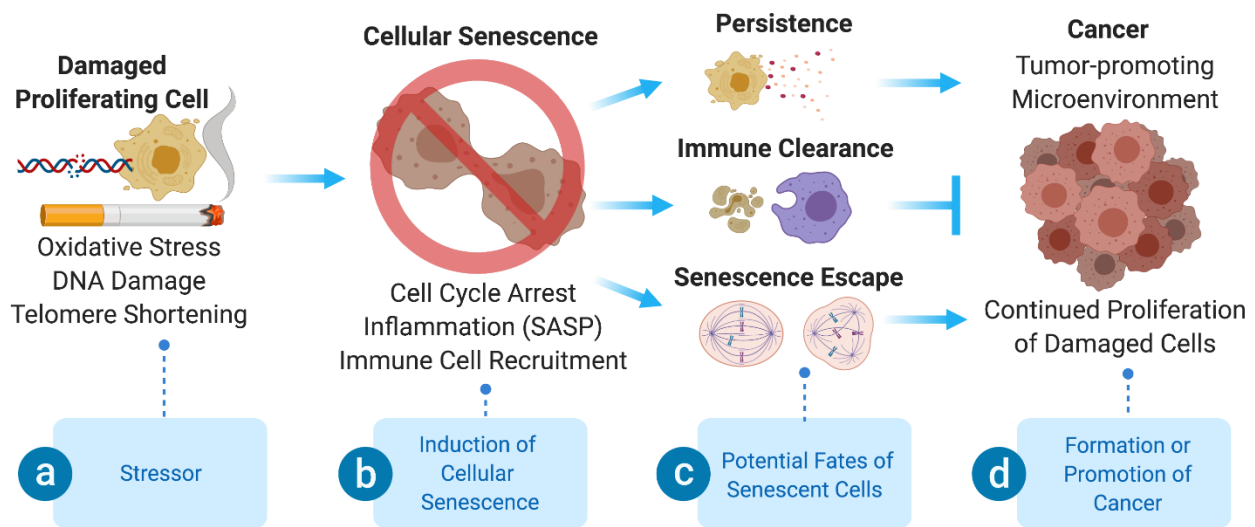 Damaged
Proliferating Cell
Oxidative Stress
DNA Damage
Telomere Shortening
Cellular Senescence
Cell Cycle Arrest
Inflammation (SASP)
Immune Cell Recruitment
Persistence
Immune Clearance
Senescence Escape
Cancer
Tumor-promoting
Microenvironment
Continued Proliferation
of Damaged Cells
a
Stressor
b
Induction of
Cellular
Senescence
c
Potential Fates of
Senescent Cells
d
Formation or
Promotion of
Cancer